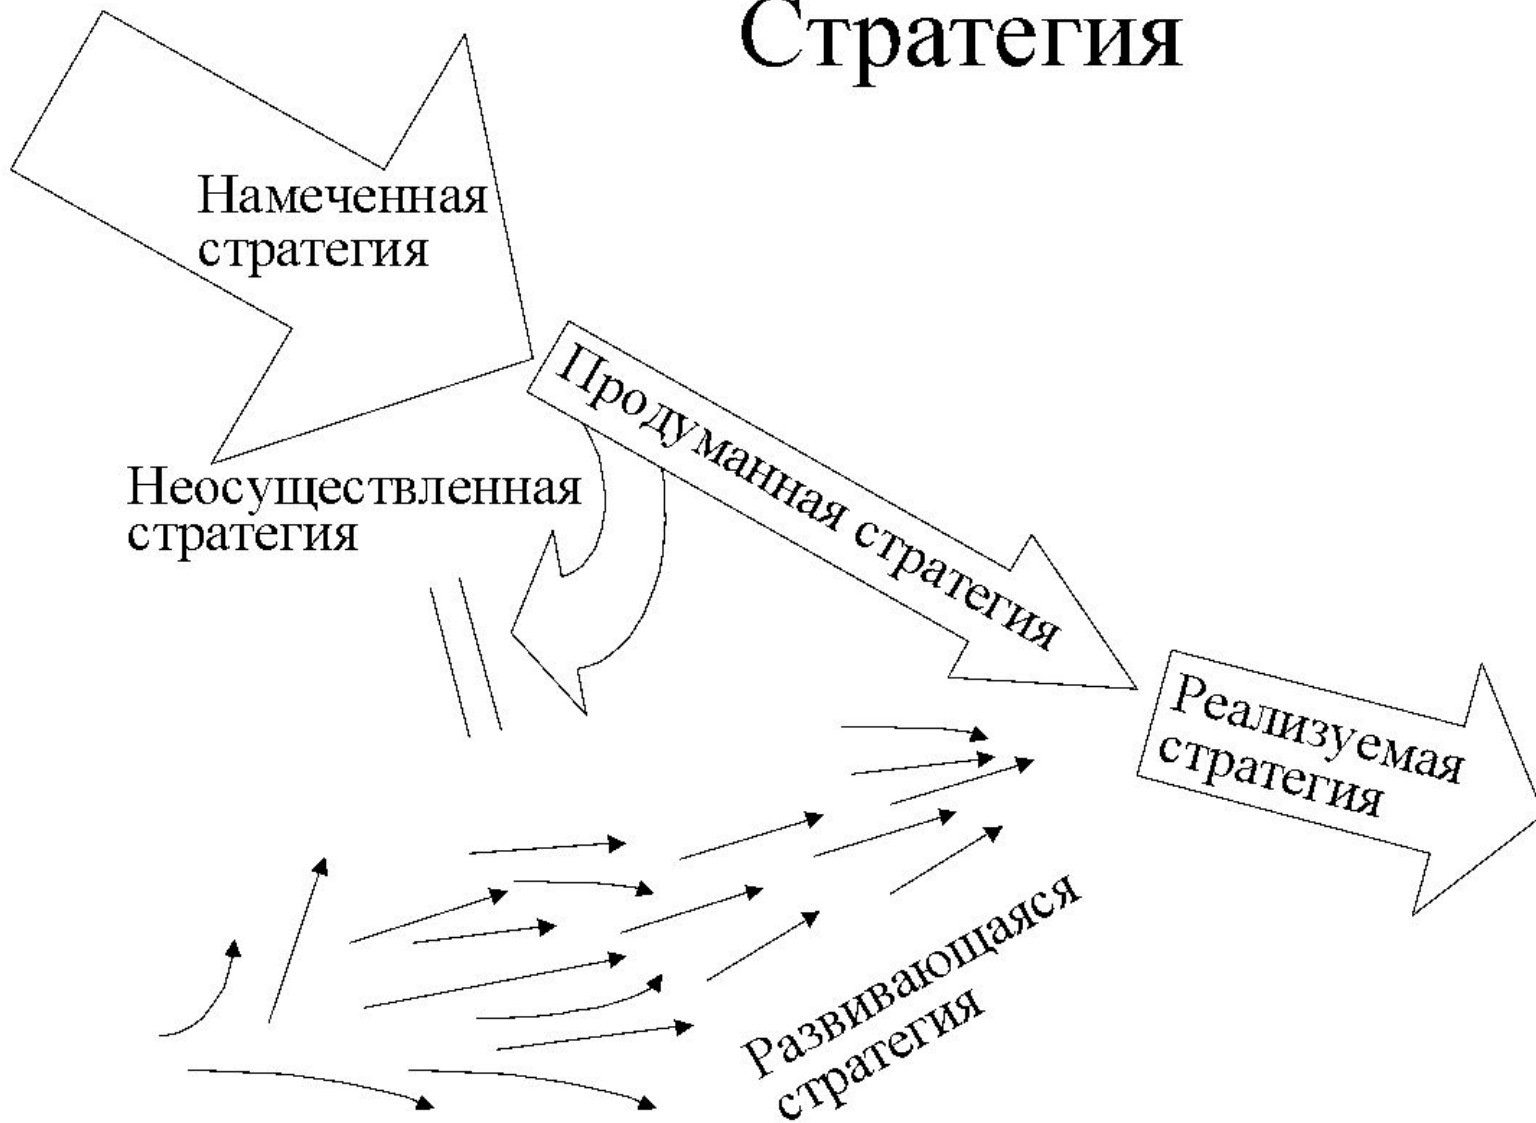 Стратегия
Намеченная
стратегия
Продуманная стратегия
Неосуществленная
стратегия
Реализуемая
стратегия
Развивающаяся
стратегия